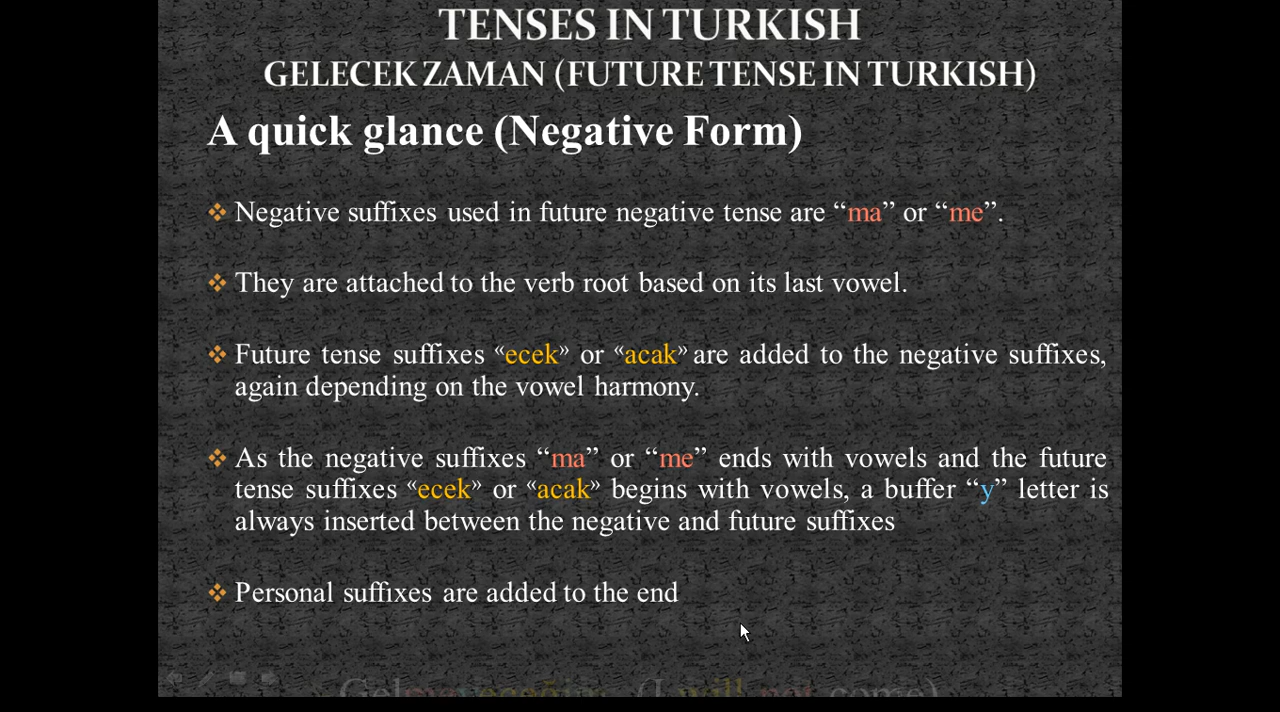 TENSES IN TURKISH
GELECEK ZAMAN (FUTURE TENSE IN TURKISH)
A quick glance (Negative Form)
❖ Negative suffixes used in future negative tense are “ma” or “me”.
❖ They are attached to the verb root based on its last vowel.
❖ Future tense suffixes “ecek” or “acak” are added to the negative suffixes,
again depending on the vowel harmony.
❖ As the negative suffixes “ma” or “me” ends with vowels and the future
tense suffixes “ecek” or “acak” begins with vowels, a buffer “y” letter is
always inserted between the negative and future suffixes
❖ Personal suffixes are added to the end
(I will not come)